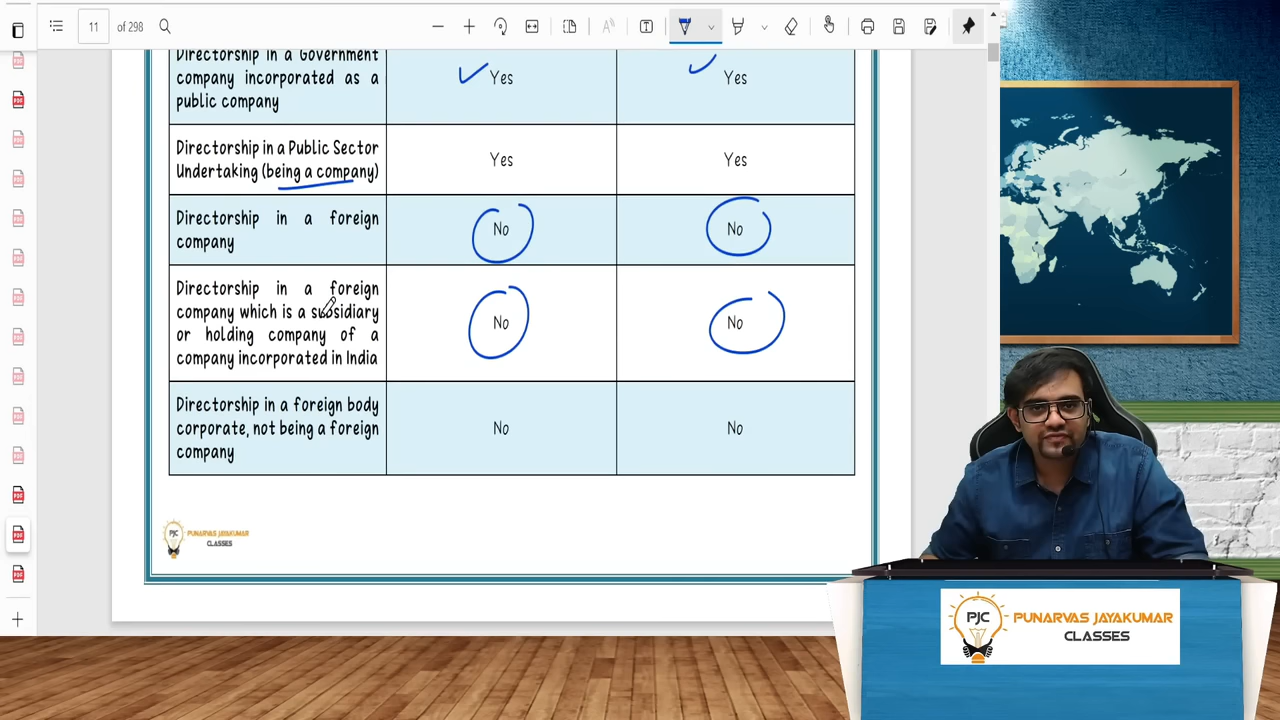 11 of 298
Directorship in a Government
company incorporated as a
public company
Yes
Yes
Directorship in a Public Sector
Undertaking (being a company)
Yes
Yes
Directorship in a foreign
company
No
No
Directorship in a foreign
company which is a subsidiary
or holding company of a
company incorporated in India
No
No
Directorship in a foreign body
corporate, not being a foreign
company
No
No
PJC
PUNARVAS JAYAKUMAR
CLASSES
PJC
PUNARVAS JAYAKUMAR
CLASSES